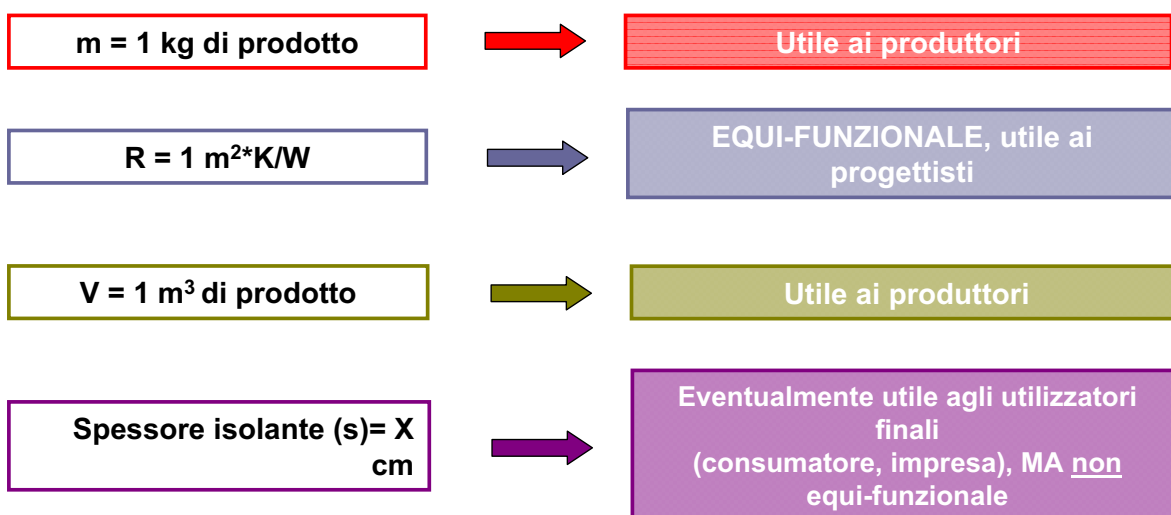 m = 1 kg di prodotto
Utile ai produttori
R = 1 m²*K/W
EQUI-FUNZIONALE, utile ai
progettisti
V = 1 m³ di prodotto
Utile ai produttori
Spessore isolante (s)= X
cm
Eventualmente utile agli utilizzatori
finali
(consumatore, impresa), MA non
equi-funzionale